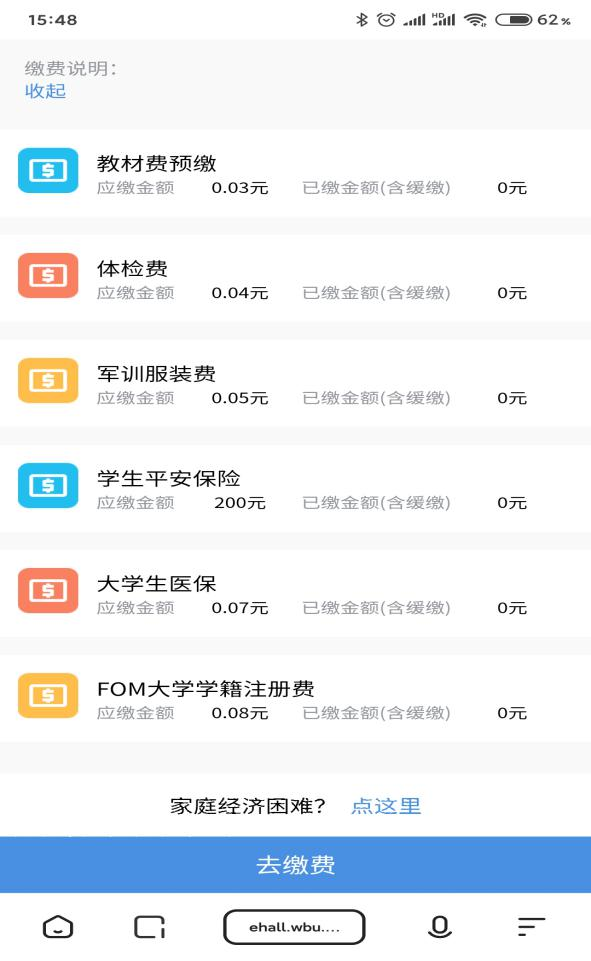 15:48 HD 62%
缴费说明：
收起
教材费预缴
应缴金额 0.03元 已缴金额(含缓缴) 0元
体检费
应缴金额 0.04元 已缴金额(含缓缴) 0元
军训服装费
应缴金额 0.05元 已缴金额(含缓缴) 0元
学生平安保险
应缴金额 200元 已缴金额(含缓缴) 0元
大学生医保
应缴金额 0.07元 已缴金额(含缓缴) 0元
FOM大学学籍注册费
应缴金额 0.08元 已缴金额(含缓缴) 0元
家庭经济困难? 点这里
去缴费
ehall.wbu....